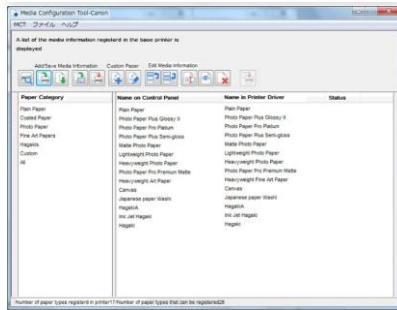 Media Configuration Tool-Canon
MCT ファイル ヘルプ
A list of the media information registerd in the base printer is
displayed
Add/Save Media Information Custom Paper Edit Media Information
Paper Category Name on Control Panel Name in Printer Driver Status
Plain Paper Plain Paper Plain Paper
Coated Paper Photo Paper Plus Glossy II Photo Paper Plus Glossy II
Photo Paper Photo Paper Pro Platium Photo Paper Pro Platium
Fine Art Papers Photo Paper Plus Semi-gloss Photo Paper Plus Semi-gloss
Hagakis Matte Photo Paper Matte Photo Paper
Custom Lightweight Photo Paper Lightweight Photo Paper
All Heavyweight Photo Paper Heavyweight Photo Paper
Photo Paper Pro Premium Matte Photo Paper Pro Premium Matte
Heavyweight Art Paper Heavyweight Fine Art Paper
Canvas Canvas
Japanese paper Washi Japanese paper Washi
HagakiA HagakiA
Ink Jet Hagaki Ink Jet Hagaki
Hagaki Hagaki
Number of paper types registerd in printer17/Number of paper types that can be registered28